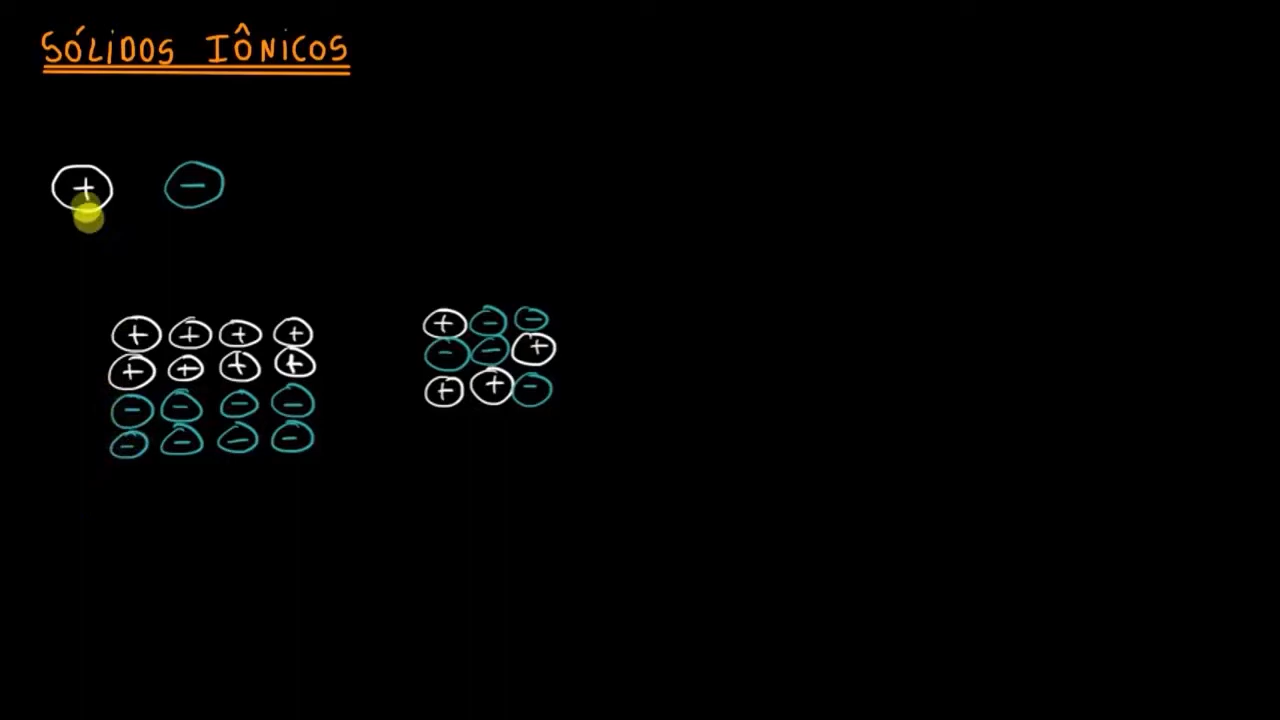 SÓLIDOS IÔNICOS
+ -
+ + + +
+ + + +
- - - -
- - - -
+ - -
- - +
+ + -